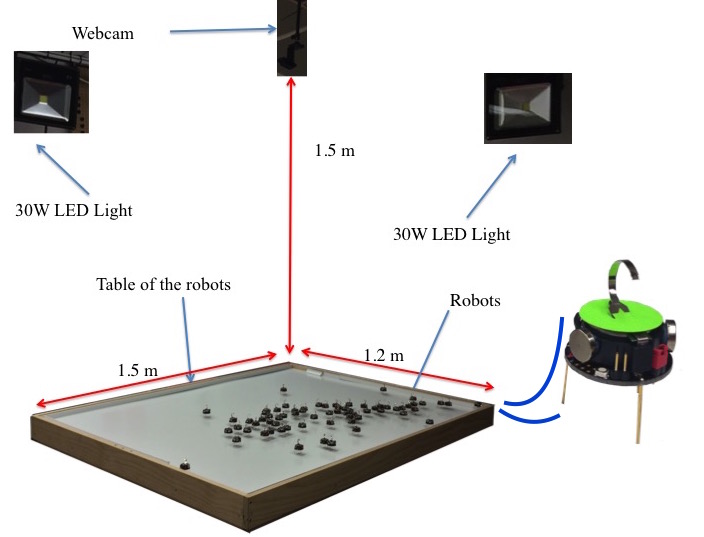 Webcam
1.5 m
30W LED Light
30W LED Light
Table of the robots
Robots
1.5 m
1.2 m